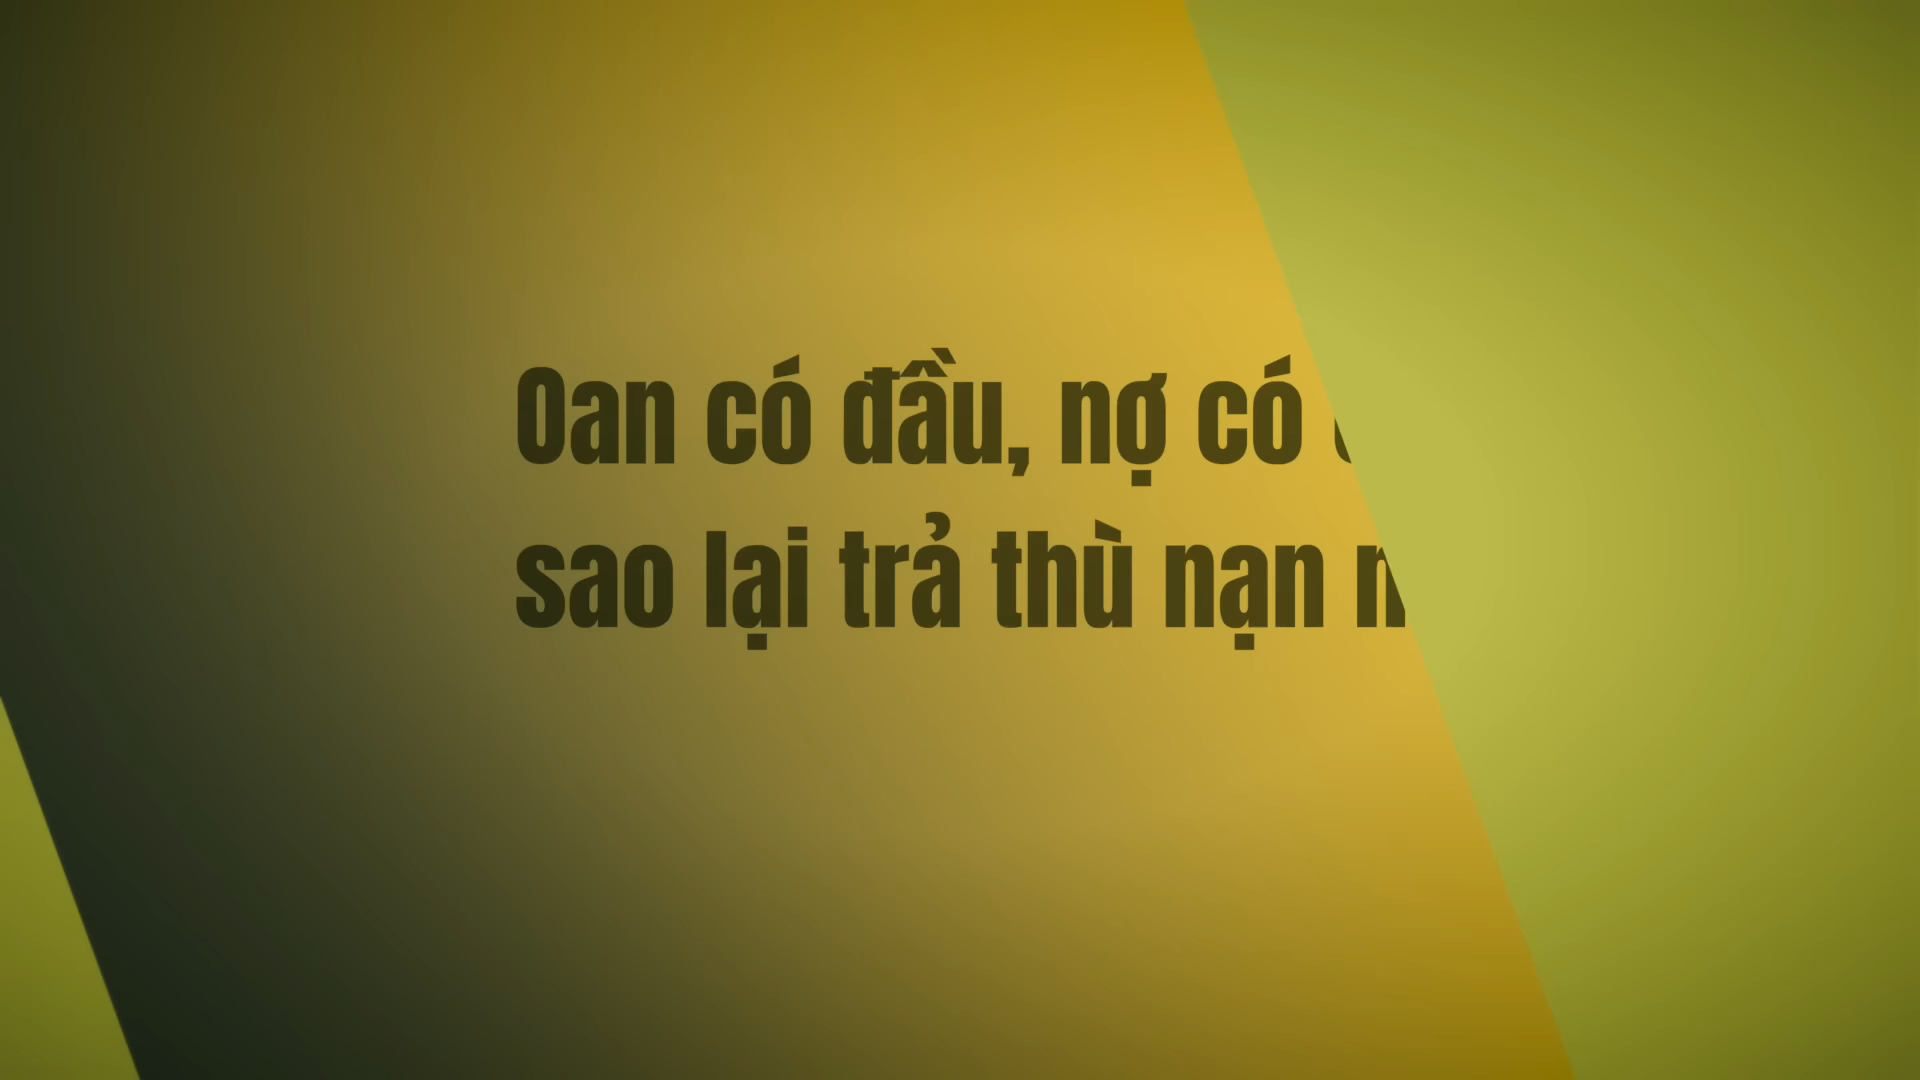 Oan có đầu, nợ có
sao lại trả thù nạn